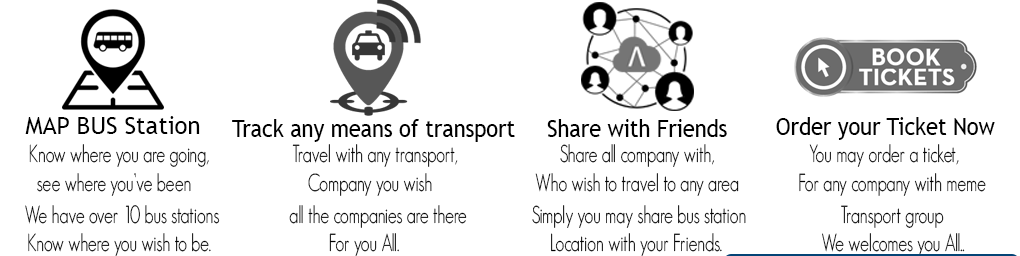 MAP BUS Station
Know where you are going,
see where you've been
We have over 10 bus stations
Know where you wish to be.
Track any means of transport
Travel with any transport,
Company you wish
all the companies are there
For you All.
Share with Friends
Share all company with,
Who wish to travel to any area
Simply you may share bus station
Location with your Friends.
BOOK
TICKETS
Order your Ticket Now
You may order a ticket,
For any company with meme
Transport group
We welcomes you All..